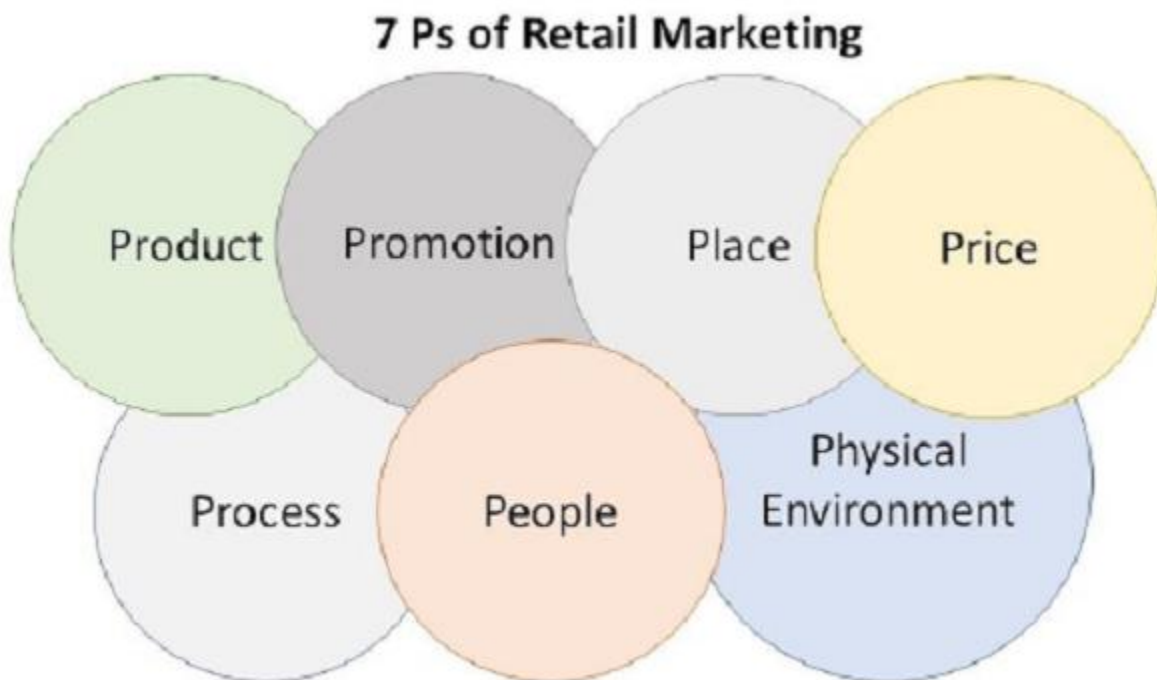 7 Ps of Retail Marketing
Product
Promotion
Place
Price
Process
People
Physical
Environment